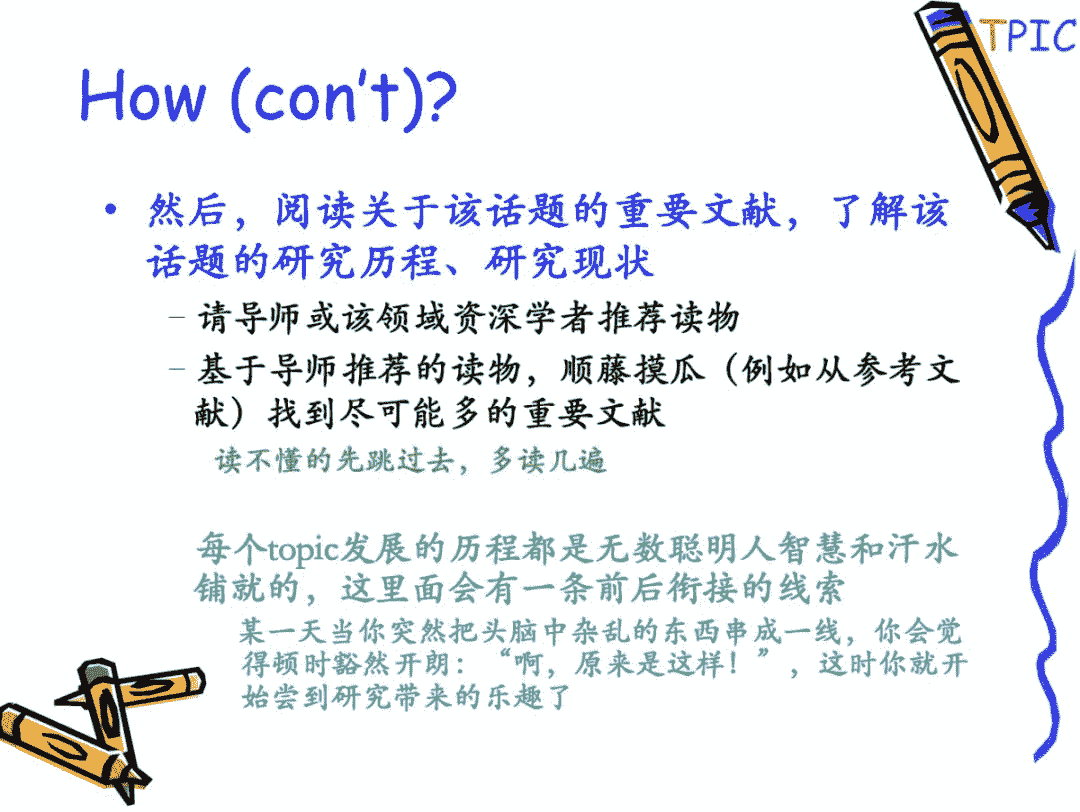 TPIC
How (con't)?
• 然后，阅读关于该话题的重要文献，了解该
话题的研究历程、研究现状
– 请导师或该领域资深学者推荐读物
– 基于导师推荐的读物，顺藤摸瓜（例如从参考文
献）找到尽可能多的重要文献
读不懂的先跳过去，多读几遍
每个topic发展的历程都是无数聪明人智慧和汗水
铺就的，这里面会有一条前后衔接的线索
某一天当你突然把头脑中杂乱的东西串成一线，你会觉
得顿时豁然开朗：“啊，原来是这样！”，这时你就开
始尝到研究带来的乐趣了